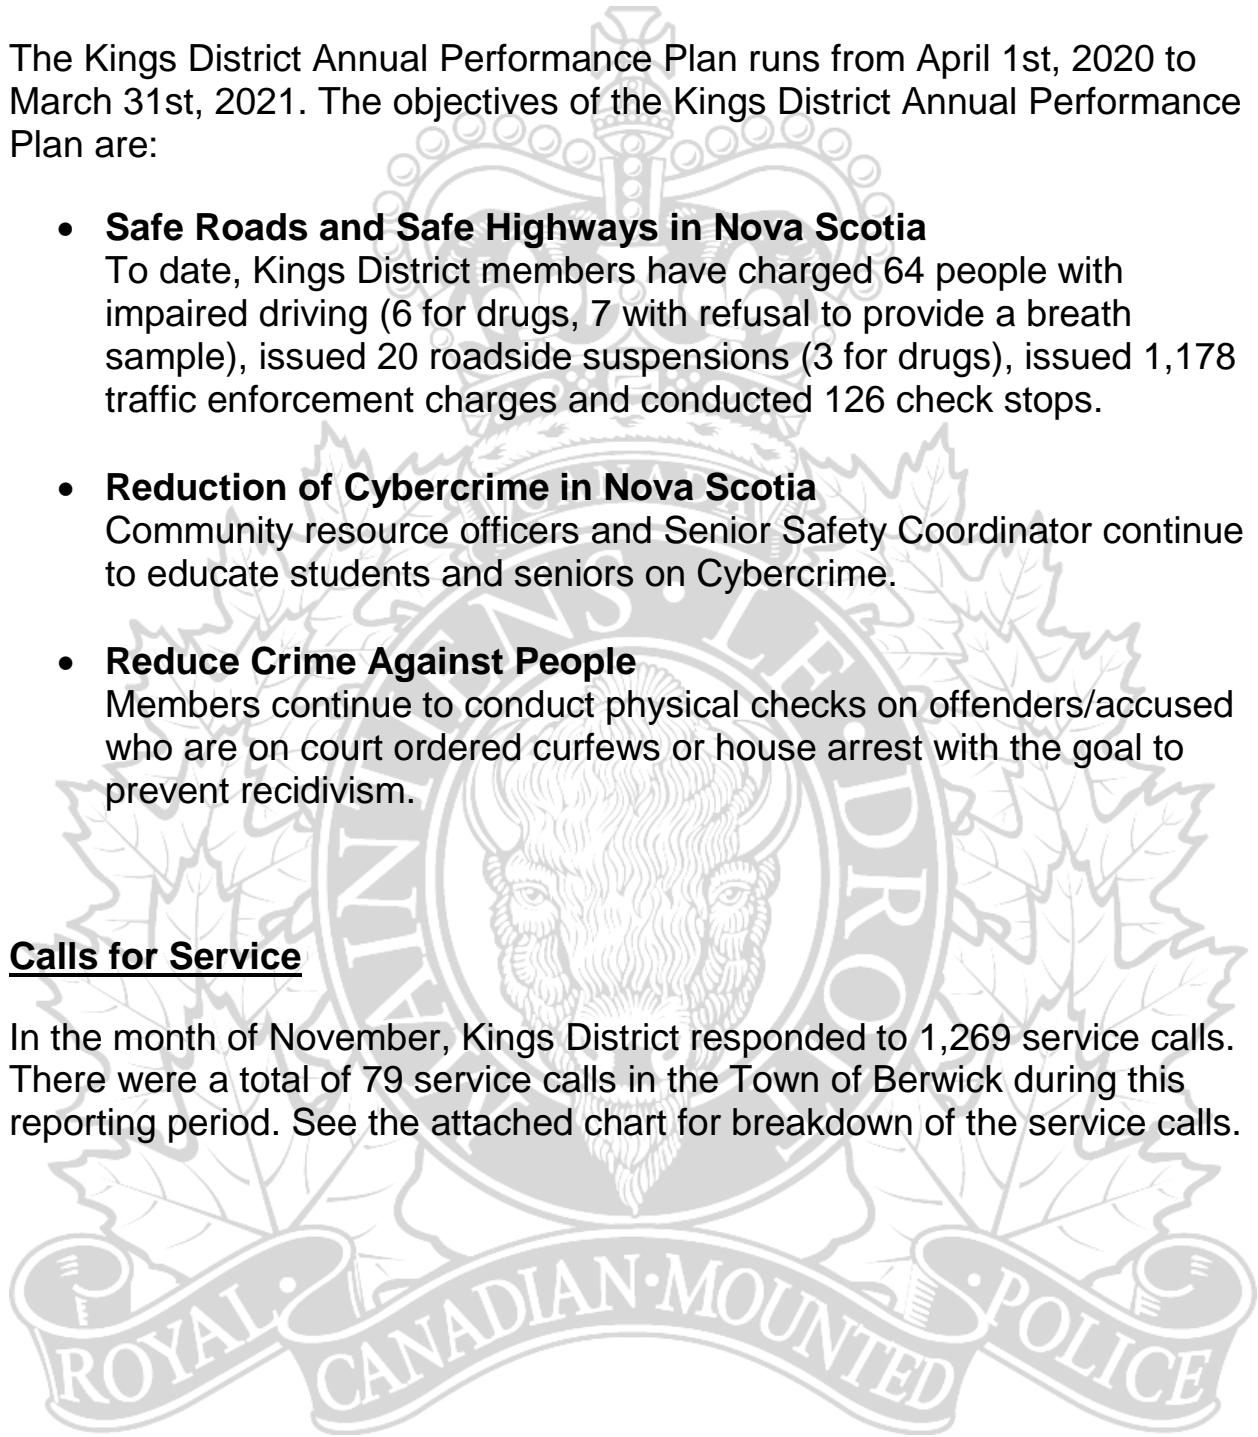 The Kings District Annual Performance Plan runs from April 1st, 2020 to
March 31st, 2021. The objectives of the Kings District Annual Performance
Plan are:
• Safe Roads and Safe Highways in Nova Scotia
To date, Kings District members have charged 64 people with
impaired driving (6 for drugs, 7 with refusal to provide a breath
sample), issued 20 roadside suspensions (3 for drugs), issued 1,178
traffic enforcement charges and conducted 126 check stops.
• Reduction of Cybercrime in Nova Scotia
Community resource officers and Senior Safety Coordinator continue
to educate students and seniors on Cybercrime.
• Reduce Crime Against People
Members continue to conduct physical checks on offenders/accused
who are on court ordered curfews or house arrest with the goal to
prevent recidivism.
Calls for Service
In the month of November, Kings District responded to 1,269 service calls.
There were a total of 79 service calls in the Town of Berwick during this
reporting period. See the attached chart for breakdown of the service calls.
CANADA
MAINTIENS · LE DROIT
ROYAL · CANADIAN · MOUNTED · POLICE